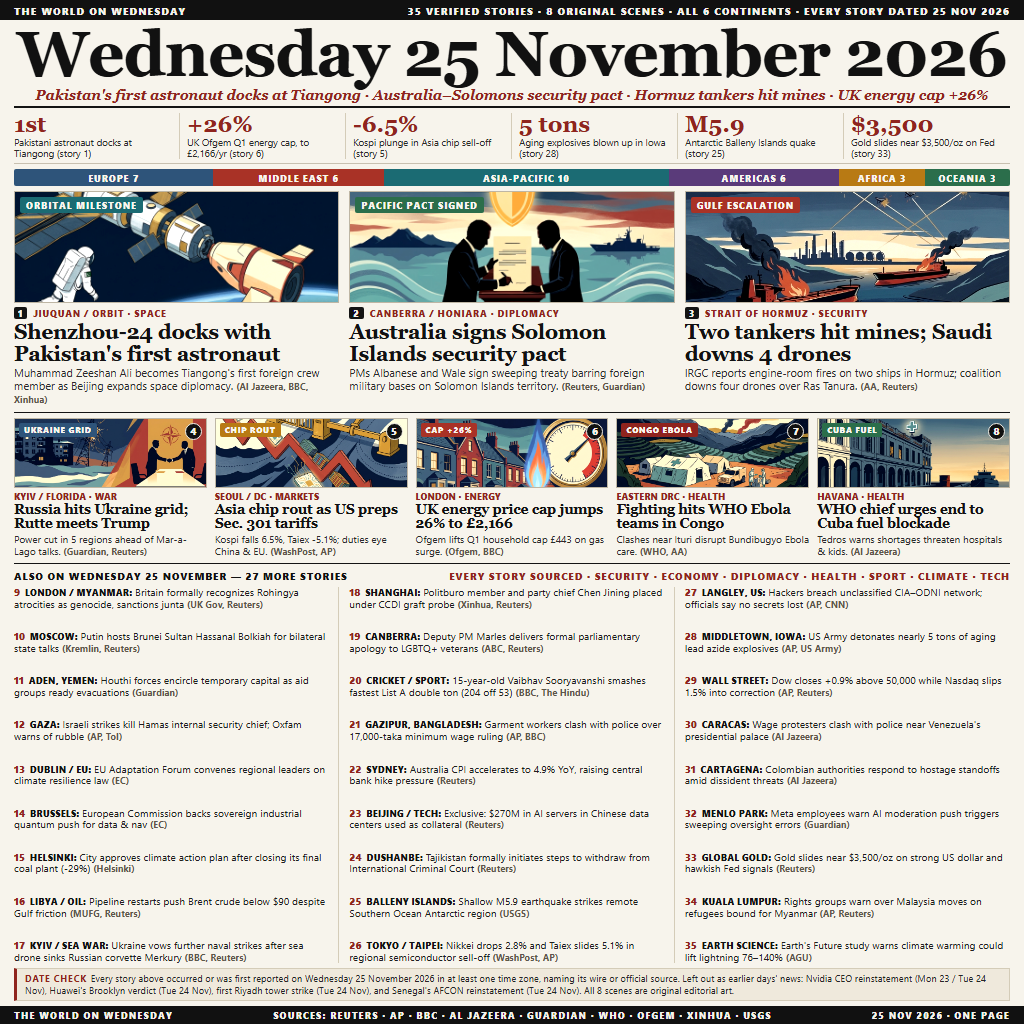 THE WORLD ON WEDNESDAY
35 VERIFIED STORIES · 8 ORIGINAL SCENES · ALL 6 CONTINENTS · EVERY STORY DATED 25 NOV 2026
Wednesday 25 November 2026
Pakistan's first astronaut docks at Tiangong · Australia–Solomons security pact · Hormuz tankers hit mines · UK energy cap +26%
1st
Pakistani astronaut docks at
Tiangong (story 1)
+26%
UK Ofgem Q1 energy cap, to
£2,166/yr (story 6)
-6.5%
Kospi plunge in Asia chip sell-off
(story 5)
5 tons
Aging explosives blown up in Iowa
(story 28)
M5.9
Antarctic Balleny Islands quake
(story 25)
$3,500
Gold slides near $3,500/oz on Fed
(story 33)
EUROPE 7
MIDDLE EAST 6
ASIA-PACIFIC 10
AMERICAS 6
AFRICA 3
OCEANIA 3
ORBITAL MILESTONE
1 JIUQUAN / ORBIT · SPACE
Shenzhou-24 docks with
Pakistan's first astronaut
Muhammad Zeeshan Ali becomes Tiangong's first foreign crew
member as Beijing expands space diplomacy. (Al Jazeera, BBC,
Xinhua)
PACIFIC PACT SIGNED
2 CANBERRA / HONIARA · DIPLOMACY
Australia signs Solomon
Islands security pact
PMs Albanese and Wale sign sweeping treaty barring foreign
military bases on Solomon Islands territory. (Reuters, Guardian)
GULF ESCALATION
3 STRAIT OF HORMUZ · SECURITY
Two tankers hit mines; Saudi
downs 4 drones
IRGC reports engine-room fires on two ships in Hormuz; coalition
downs four drones over Ras Tanura. (AA, Reuters)
UKRAINE GRID
4
KYIV / FLORIDA · WAR
Russia hits Ukraine grid;
Rutte meets Trump
Power cut in 5 regions ahead of Mar-a-
Lago talks. (Guardian, Reuters)
CHIP ROUT
5
SEOUL / DC · MARKETS
Asia chip rout as US preps
Sec. 301 tariffs
Kospi falls 6.5%, Taiex -5.1%; duties eye
China & EU. (WashPost, AP)
CAP +26%
6
LONDON · ENERGY
UK energy price cap jumps
26% to £2,166
Ofgem lifts Q1 household cap £443 on gas
surge. (Ofgem, BBC)
CONGO EBOLA
7
EASTERN DRC · HEALTH
Fighting hits WHO Ebola
teams in Congo
Clashes near Ituri disrupt Bundibugyo Ebola
care. (WHO, AA)
CUBA FUEL
8
HAVANA · HEALTH
WHO chief urges end to
Cuba fuel blockade
Tedros warns shortages threaten hospitals
& kids. (Al Jazeera)
ALSO ON WEDNESDAY 25 NOVEMBER — 27 MORE STORIES
EVERY STORY SOURCED · SECURITY · ECONOMY · DIPLOMACY · HEALTH · SPORT · CLIMATE · TECH
9 LONDON / MYANMAR: Britain formally recognizes Rohingya
atrocities as genocide, sanctions junta (UK Gov, Reuters)
10 MOSCOW: Putin hosts Brunei Sultan Hassanal Bolkiah for bilateral
state talks (Kremlin, Reuters)
11 ADEN, YEMEN: Houthi forces encircle temporary capital as aid
groups ready evacuations (Guardian)
12 GAZA: Israeli strikes kill Hamas internal security chief; Oxfam
warns of rubble (AP, ToI)
13 DUBLIN / EU: EU Adaptation Forum convenes regional leaders on
climate resilience law (EC)
14 BRUSSELS: European Commission backs sovereign industrial
quantum push for data & nav (EC)
15 HELSINKI: City approves climate action plan after closing its final
coal plant (-29%) (Helsinki)
16 LIBYA / OIL: Pipeline restarts push Brent crude below $90 despite
Gulf friction (MUFG, Reuters)
17 KYIV / SEA WAR: Ukraine vows further naval strikes after sea
drone sinks Russian corvette Merkury (BBC, Reuters)
18 SHANGHAI: Politburo member and party chief Chen Jining placed
under CCDI graft probe (Xinhua, Reuters)
19 CANBERRA: Deputy PM Marles delivers formal parliamentary
apology to LGBTQ+ veterans (ABC, Reuters)
20 CRICKET / SPORT: 15-year-old Vaibhav Sooryavanshi smashes
fastest List A double ton (204 off 53) (BBC, The Hindu)
21 GAZIPUR, BANGLADESH: Garment workers clash with police over
17,000-taka minimum wage ruling (AP, BBC)
22 SYDNEY: Australia CPI accelerates to 4.9% YoY, raising central
bank hike pressure (Reuters)
23 BEIJING / TECH: Exclusive: $270M in AI servers in Chinese data
centers used as collateral (Reuters)
24 DUSHANBE: Tajikistan formally initiates steps to withdraw from
International Criminal Court (Reuters)
25 BALLENY ISLANDS: Shallow M5.9 earthquake strikes remote
Southern Ocean Antarctic region (USGS)
26 TOKYO / TAIPEI: Nikkei drops 2.8% and Taiex slides 5.1% in
regional semiconductor sell-off (WashPost, AP)
27 LANGLEY, US: Hackers breach unclassified CIA–ODNI network;
officials say no secrets lost (AP, CNN)
28 MIDDLETOWN, IOWA: US Army detonates nearly 5 tons of aging
lead azide explosives (AP, US Army)
29 WALL STREET: Dow closes +0.9% above 50,000 while Nasdaq slips
1.5% into correction (AP, Reuters)
30 CARACAS: Wage protesters clash with police near Venezuela's
presidential palace (Al Jazeera)
31 CARTAGENA: Colombian authorities respond to hostage standoffs
amid dissident threats (Al Jazeera)
32 MENLO PARK: Meta employees warn AI moderation push triggers
sweeping oversight errors (Guardian)
33 GLOBAL GOLD: Gold slides near $3,500/oz on strong US dollar and
hawkish Fed signals (Reuters)
34 KUALA LUMPUR: Rights groups warn over Malaysia moves on
refugees bound for Myanmar (AP, Reuters)
35 EARTH SCIENCE: Earth's Future study warns climate warming could
lift lightning 76–140% (AGU)
DATE CHECK Every story above occurred or was first reported on Wednesday 25 November 2026 in at least one time zone, naming its wire or official source. Left out as earlier days' news: Nvidia CEO reinstatement (Mon 23 / Tue 24
Nov), Huawei's Brooklyn verdict (Tue 24 Nov), first Riyadh tower strike (Tue 24 Nov), and Senegal's AFCON reinstatement (Tue 24 Nov). All 8 scenes are original editorial art.
THE WORLD ON WEDNESDAY
SOURCES: REUTERS · AP · BBC · AL JAZEERA · GUARDIAN · WHO · OFGEM · XINHUA · USGS
25 NOV 2026 · ONE PAGE